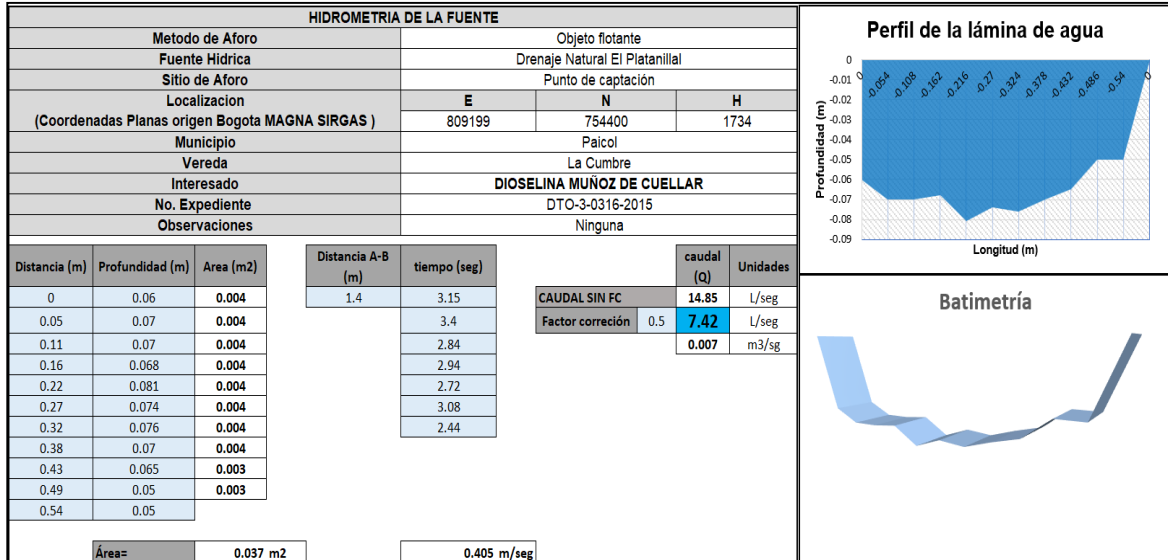 HIDROMETRIA DE LA FUENTE
Metodo de Aforo Objeto flotante
Fuente Hidrica Drenaje Natural El Platanillal
Sitio de Aforo Punto de captación
Localizacion E N H
(Coordenadas Planas origen Bogota MAGNA SIRGAS ) 809199 754400 1734
Municipio Paicol
Vereda La Cumbre
Interesado DIOSELINA MUÑOZ DE CUELLAR
No. Expediente DTO-3-0316-2015
Observaciones Ninguna
Distancia (m) Profundidad (m) Area (m2)
0 0.06 0.004
0.05 0.07 0.004
0.11 0.07 0.004
0.16 0.068 0.004
0.22 0.081 0.004
0.27 0.074 0.004
0.32 0.076 0.004
0.38 0.07 0.004
0.43 0.065 0.003
0.49 0.05 0.003
0.54 0.05
Área= 0.037 m2
Distancia A-B
(m)
tiempo (seg)
1.4 3.15
3.4
2.84
2.94
2.72
3.08
2.44
0.405 m/seg
caudal
(Q)
Unidades
CAUDAL SIN FC 14.85 L/seg
Factor correción 0.5 7.42 L/seg
0.007 m3/sg
Perfil de la lámina de agua
Profundidad (m)
0
-0.01
-0.02
-0.03
-0.04
-0.05
-0.06
-0.07
-0.08
-0.09
0 -0.054 -0.108 -0.162 -0.216 -0.27 -0.324 -0.378 -0.432 -0.486 -0.54 0
Longitud (m)
Batimetría